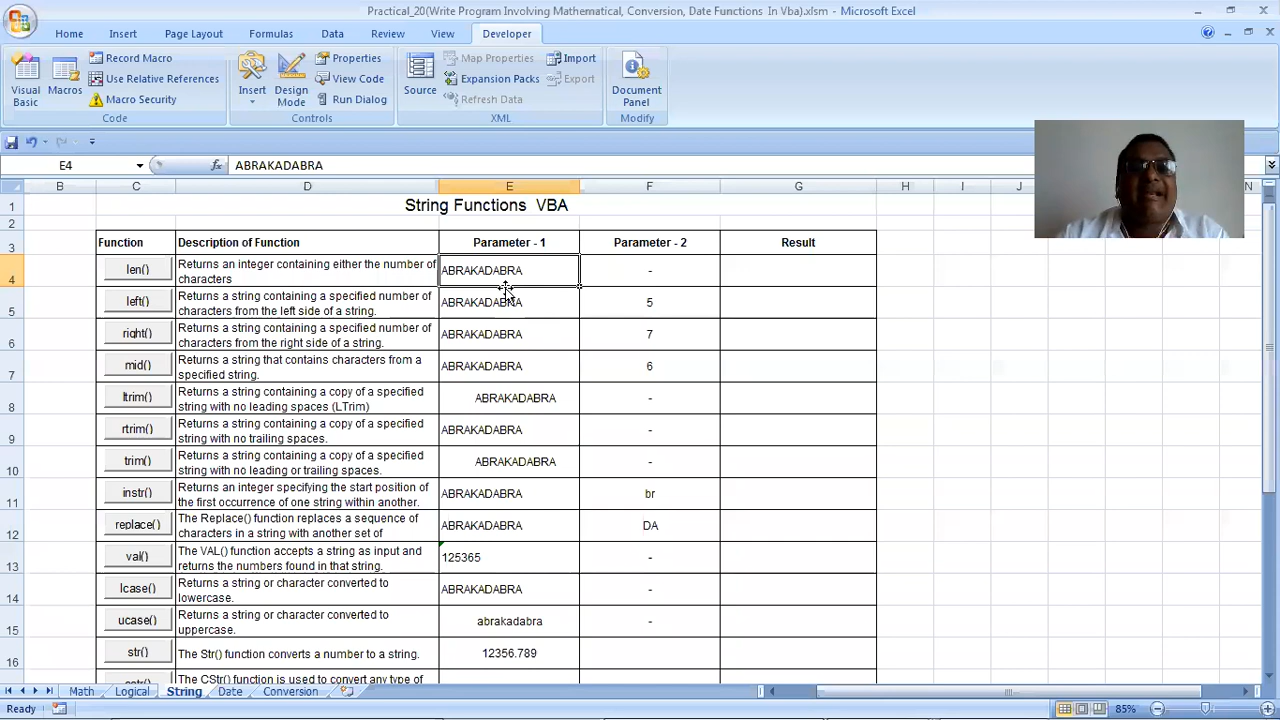 Practical_20(Write Program Involving Mathematical, Conversion, Date Functions In Vba).xlsm - Microsoft Excel
Home Insert Page Layout Formulas Data Review View Developer
Visual Basic
Macros
Record Macro
Use Relative References
Macro Security
Code
Insert
Design Mode
Properties
View Code
Run Dialog
Controls
Source
Map Properties
Expansion Packs
Refresh Data
Import
Export
XML
Document Panel
Modify
E4 fx ABRAKADABRA
B C D E F G H I J N
1 String Functions VBA
2
3 Function Description of Function Parameter - 1 Parameter - 2 Result
4 len() Returns an integer containing either the number of characters ABRAKADABRA -
5 left() Returns a string containing a specified number of characters from the left side of a string. ABRAKADABRA 5
6 right() Returns a string containing a specified number of characters from the right side of a string. ABRAKADABRA 7
7 mid() Returns a string that contains characters from a specified string. ABRAKADABRA 6
8 ltrim() Returns a string containing a copy of a specified string with no leading spaces (LTrim) ABRAKADABRA -
9 rtrim() Returns a string containing a copy of a specified string with no trailing spaces. ABRAKADABRA -
10 trim() Returns a string containing a copy of a specified string with no leading or trailing spaces. ABRAKADABRA -
11 instr() Returns an integer specifying the start position of the first occurrence of one string within another. ABRAKADABRA br
12 replace() The Replace() function replaces a sequence of characters in a string with another set of ABRAKADABRA DA
13 val() The VAL() function accepts a string as input and returns the numbers found in that string. 125365 -
14 lcase() Returns a string or character converted to lowercase. ABRAKADABRA -
15 ucase() Returns a string or character converted to uppercase. abrakadabra -
16 str() The Str() function converts a number to a string. 12356.789
The CStr() function is used to convert any type of
Math Logical String Date Conversion
Ready 85%